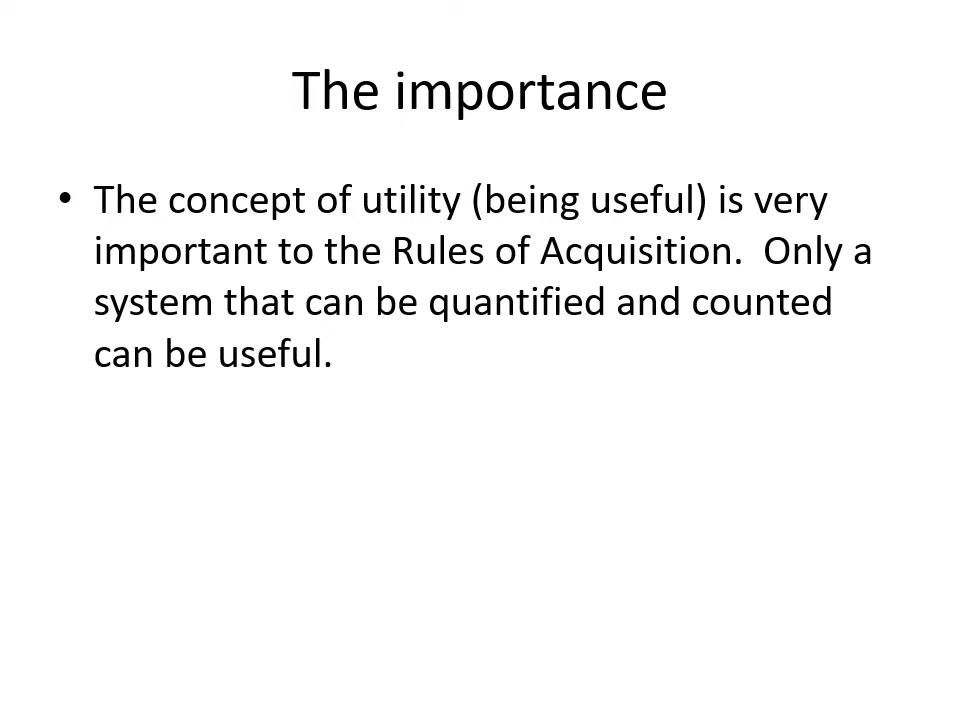 The importance
• The concept of utility (being useful) is very
important to the Rules of Acquisition.  Only a
system that can be quantified and counted
can be useful.